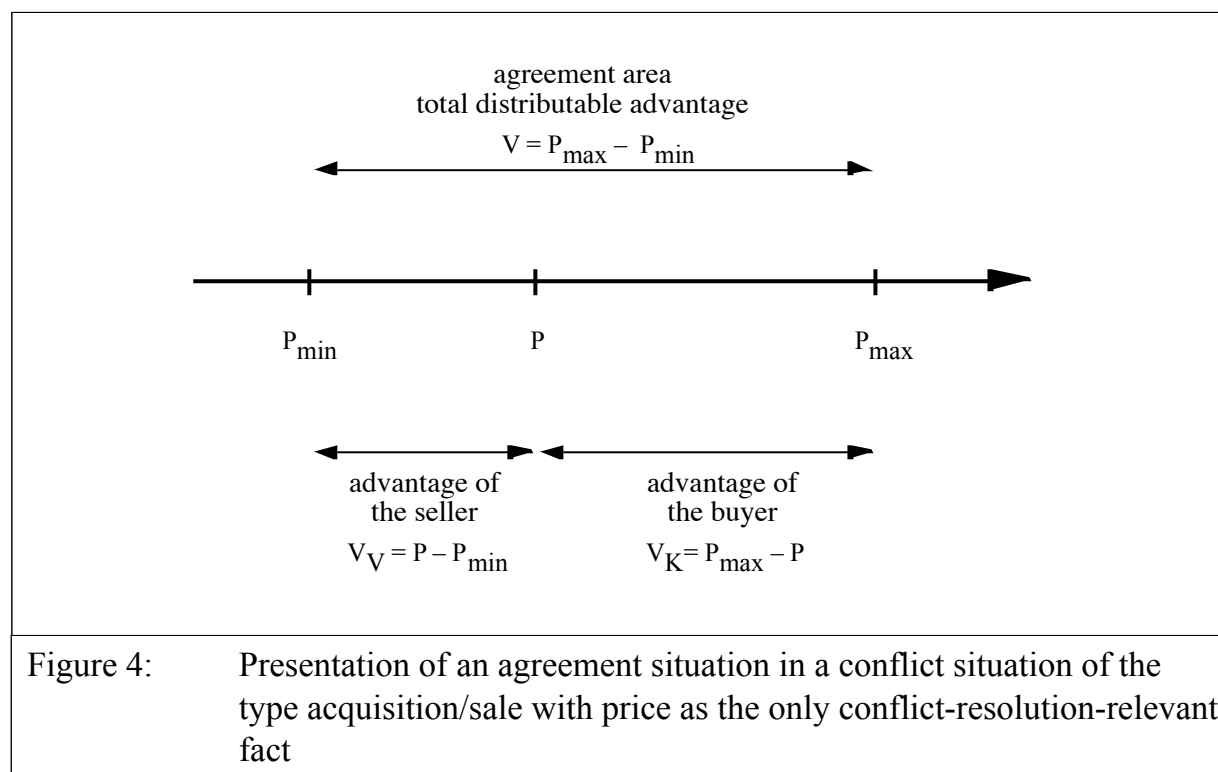 agreement area
total distributable advantage
V = Pmax – Pmin
Pmin P Pmax
advantage of
the seller
VV = P – Pmin
advantage of
the buyer
VK= Pmax – P
Figure 4: Presentation of an agreement situation in a conflict situation of the
type acquisition/sale with price as the only conflict-resolution-relevant
fact